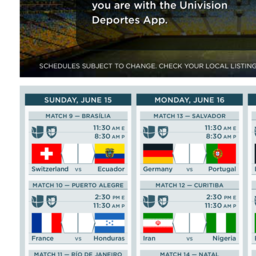 you are with the Univision
Deportes App.
SCHEDULES SUBJECT TO CHANGE. CHECK YOUR LOCAL LISTING
SUNDAY, JUNE 15
MONDAY, JUNE 16
MATCH 9 — BRASÍLIA
MATCH 13 — SALVADOR
11:30 AM E
8:30 AM P
11:30 AM E
8:30 AM P
Switzerland vs Ecuador
Germany vs Portugal
MATCH 10 — PUERTO ALEGRE
MATCH 12 — CURITIBA
2:30 PM E
11:30 AM P
2:30 PM E
11:30 AM P
France vs Honduras
Iran vs Nigeria
MATCH 11 — RÍO DE JANEIRO
MATCH 14 — NATAL